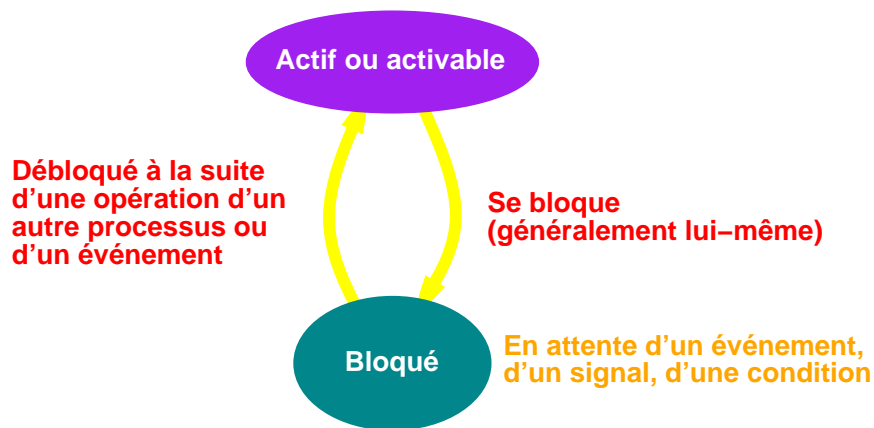 Actif ou activable
Débloqué à la suite
d’une opération d’un
autre processus ou
d’un événement
Se bloque
(généralement lui−même)
Bloqué
En attente d’un événement,
d’un signal, d’une condition